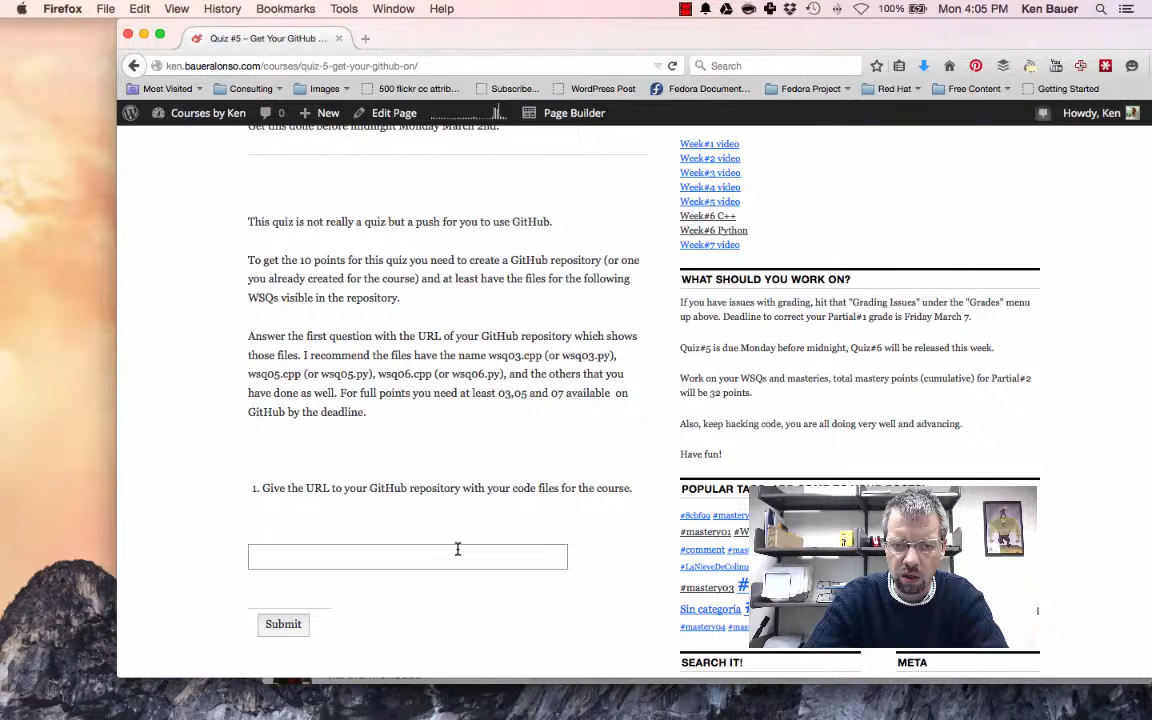 Firefox File Edit View History Bookmarks Tools Window Help 100% Mon 4:05 PM Ken Bauer
Quiz #5 – Get Your GitHub ...
ken.baueralonso.com/courses/quiz-5-get-your-github-on/ Search
Most Visited Consulting Images 500 flickr cc attrib... Subscribe... WordPress Post Fedora Document... Fedora Project Red Hat Free Content Getting Started
Courses by Ken 0 New Edit Page Page Builder Howdy, Ken
Get this done before midnight Monday March 2nd.
This quiz is not really a quiz but a push for you to use GitHub.
To get the 10 points for this quiz you need to create a GitHub repository (or one
you already created for the course) and at least have the files for the following
WSQs visible in the repository.
Answer the first question with the URL of your GitHub repository which shows
those files. I recommend the files have the name wsq03.cpp (or wsq03.py),
wsq05.cpp (or wsq05.py), wsq06.cpp (or wsq06.py), and the others that you
have done as well. For full points you need at least 03,05 and 07 available on
GitHub by the deadline.
1. Give the URL to your GitHub repository with your code files for the course.
Submit
Week#1 video
Week#2 video
Week#3 video
Week#4 video
Week#5 video
Week#6 C++
Week#6 Python
Week#7 video
WHAT SHOULD YOU WORK ON?
If you have issues with grading, hit that "Grading Issues" under the "Grades" menu
up above. Deadline to correct your Partial#1 grade is Friday March 7.
Quiz#5 is due Monday before midnight, Quiz#6 will be released this week.
Work on your WSQs and masteries, total mastery points (cumulative) for Partial#2
will be 32 points.
Also, keep hacking code, you are all doing very well and advancing.
Have fun!
POPULAR
#8cbf99 #mastery
#mastery01 #W
#comment #mas
#LaNieveDeColima
#mastery03 #
Sin categoría
#mastery04 #mas
SEARCH IT! META